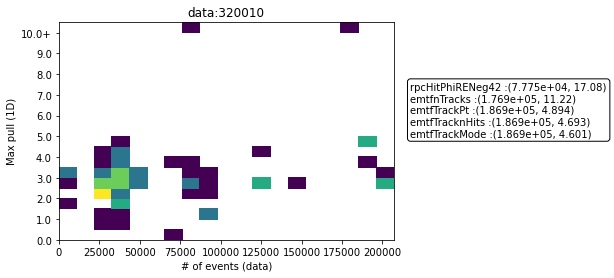 data:320010
Max pull (1D)
10.0+
9.0
8.0
7.0
6.0
5.0
4.0
3.0
2.0
1.0
0.0
0 25000 50000 75000 100000 125000 150000 175000 200000
# of events (data)
rpcHitPhiRENeg42 :(7.775e+04, 17.08)
emtfnTracks :(1.769e+05, 11.22)
emtfTrackPt :(1.869e+05, 4.894)
emtfTracknHits :(1.869e+05, 4.693)
emtfTrackMode :(1.869e+05, 4.601)